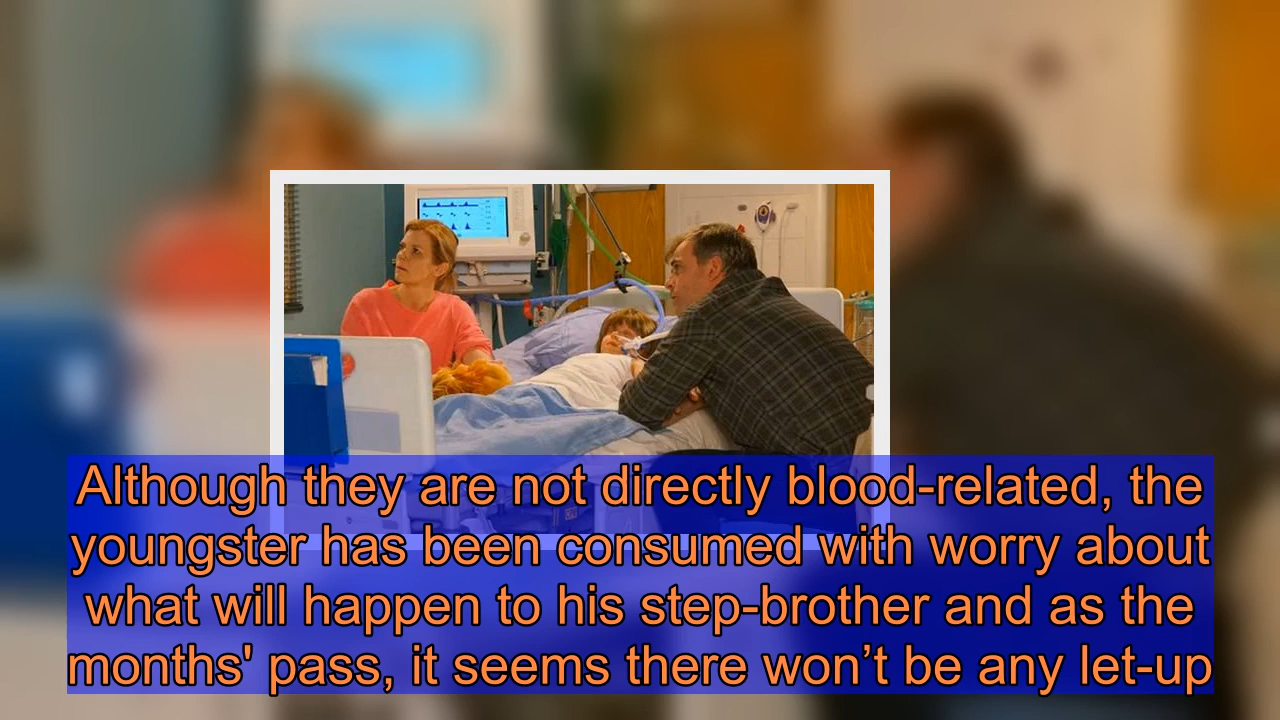 Although they are not directly blood-related, the
youngster has been consumed with worry about
what will happen to his step-brother and as the
months' pass, it seems there won’t be any let-up